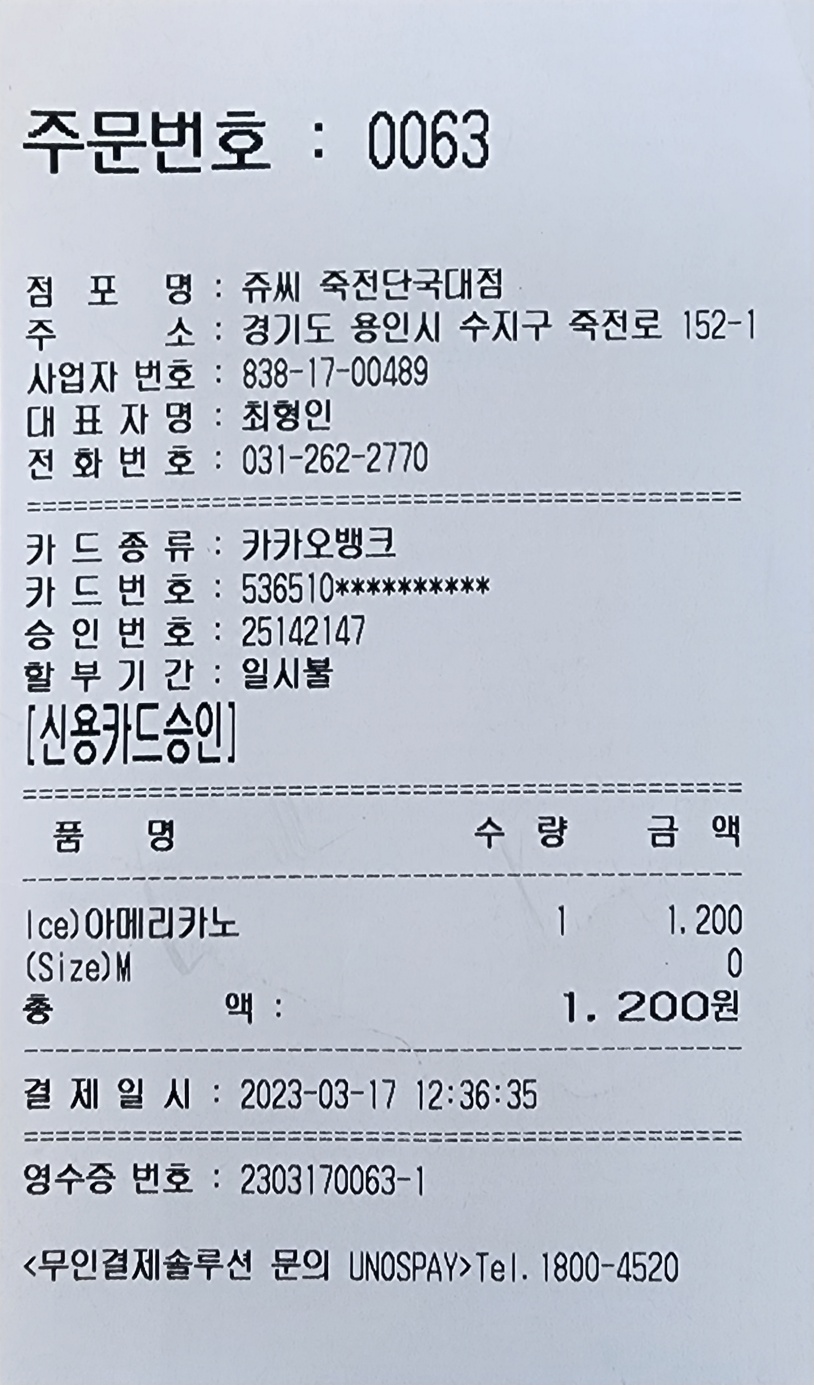 주문번호 : 0063
점 포 명 : 쥬씨 죽전단국대점
주 소 : 경기도 용인시 수지구 죽전로 152-1
사업자 번호 : 838-17-00489
대 표 자 명 : 최형인
전 화 번 호 : 031-262-2770
===============================================
카 드 종 류 : 카카오뱅크
카 드 번 호 : 536510**********
승 인 번 호 : 25142147
할 부 기 간 : 일시불
[신용카드승인]
===============================================
품 명 수 량 금 액
-----------------------------------------------
Ice)아메리카노 1 1.200
(Size)M 0
총 액 : 1.200원
-----------------------------------------------
결 제 일 시 : 2023-03-17 12:36:35
===============================================
영수증 번호 : 2303170063-1
<무인결제솔루션 문의 UNOSPAY>Tel.1800-4520